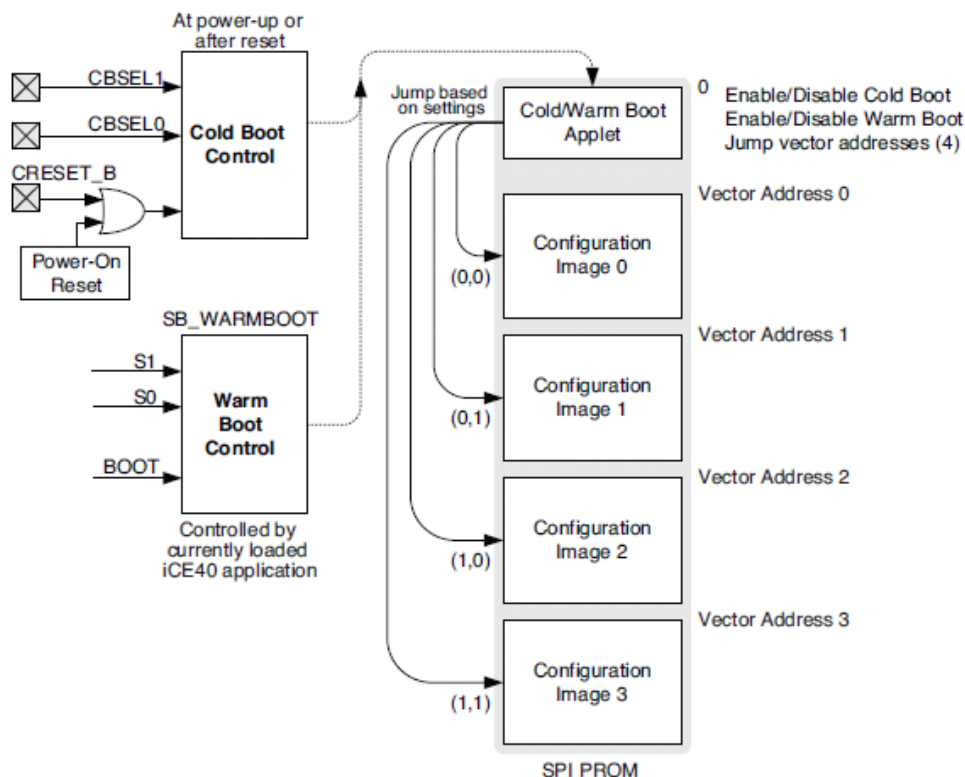 At power-up or
after reset
CBSEL1
CBSEL0
CRESET_B
Power-On
Reset
Cold Boot
Control
SB_WARMBOOT
S1
S0
BOOT
Warm
Boot
Control
Controlled by
currently loaded
iCE40 application
Jump based
on settings
Cold/Warm Boot
Applet
0
Enable/Disable Cold Boot
Enable/Disable Warm Boot
Jump vector addresses (4)
Vector Address 0
Configuration
Image 0
(0,0)
Vector Address 1
Configuration
Image 1
(0,1)
Vector Address 2
Configuration
Image 2
(1,0)
Vector Address 3
Configuration
Image 3
(1,1)
SPI PROM